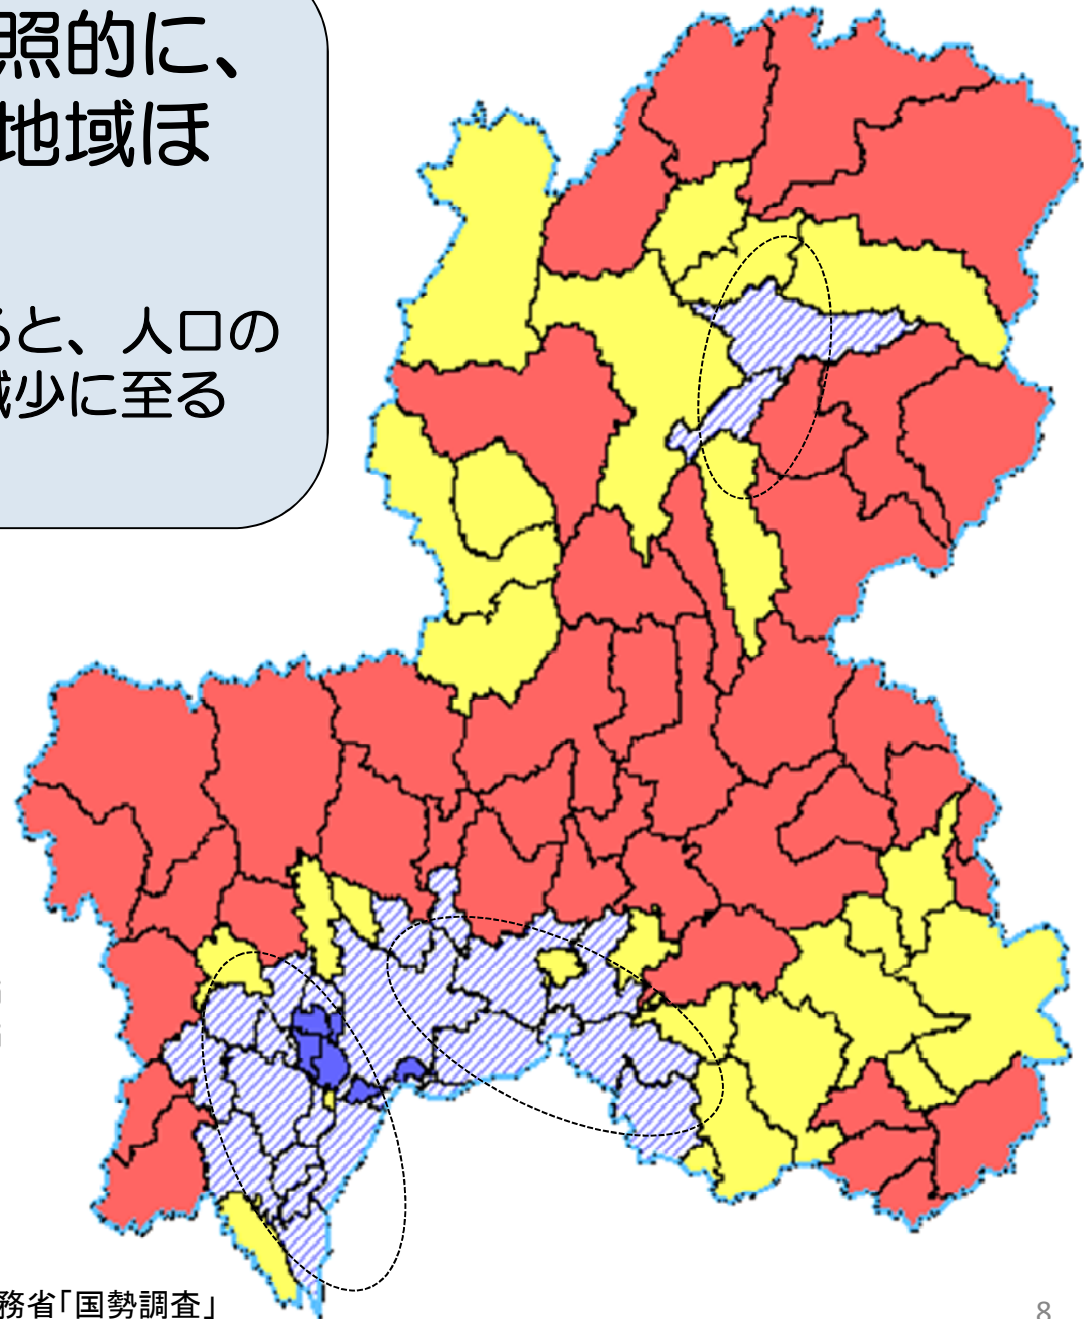 照的に、
地域ほ
ると、人口の
減少に至る
務省「国勢調査」
8